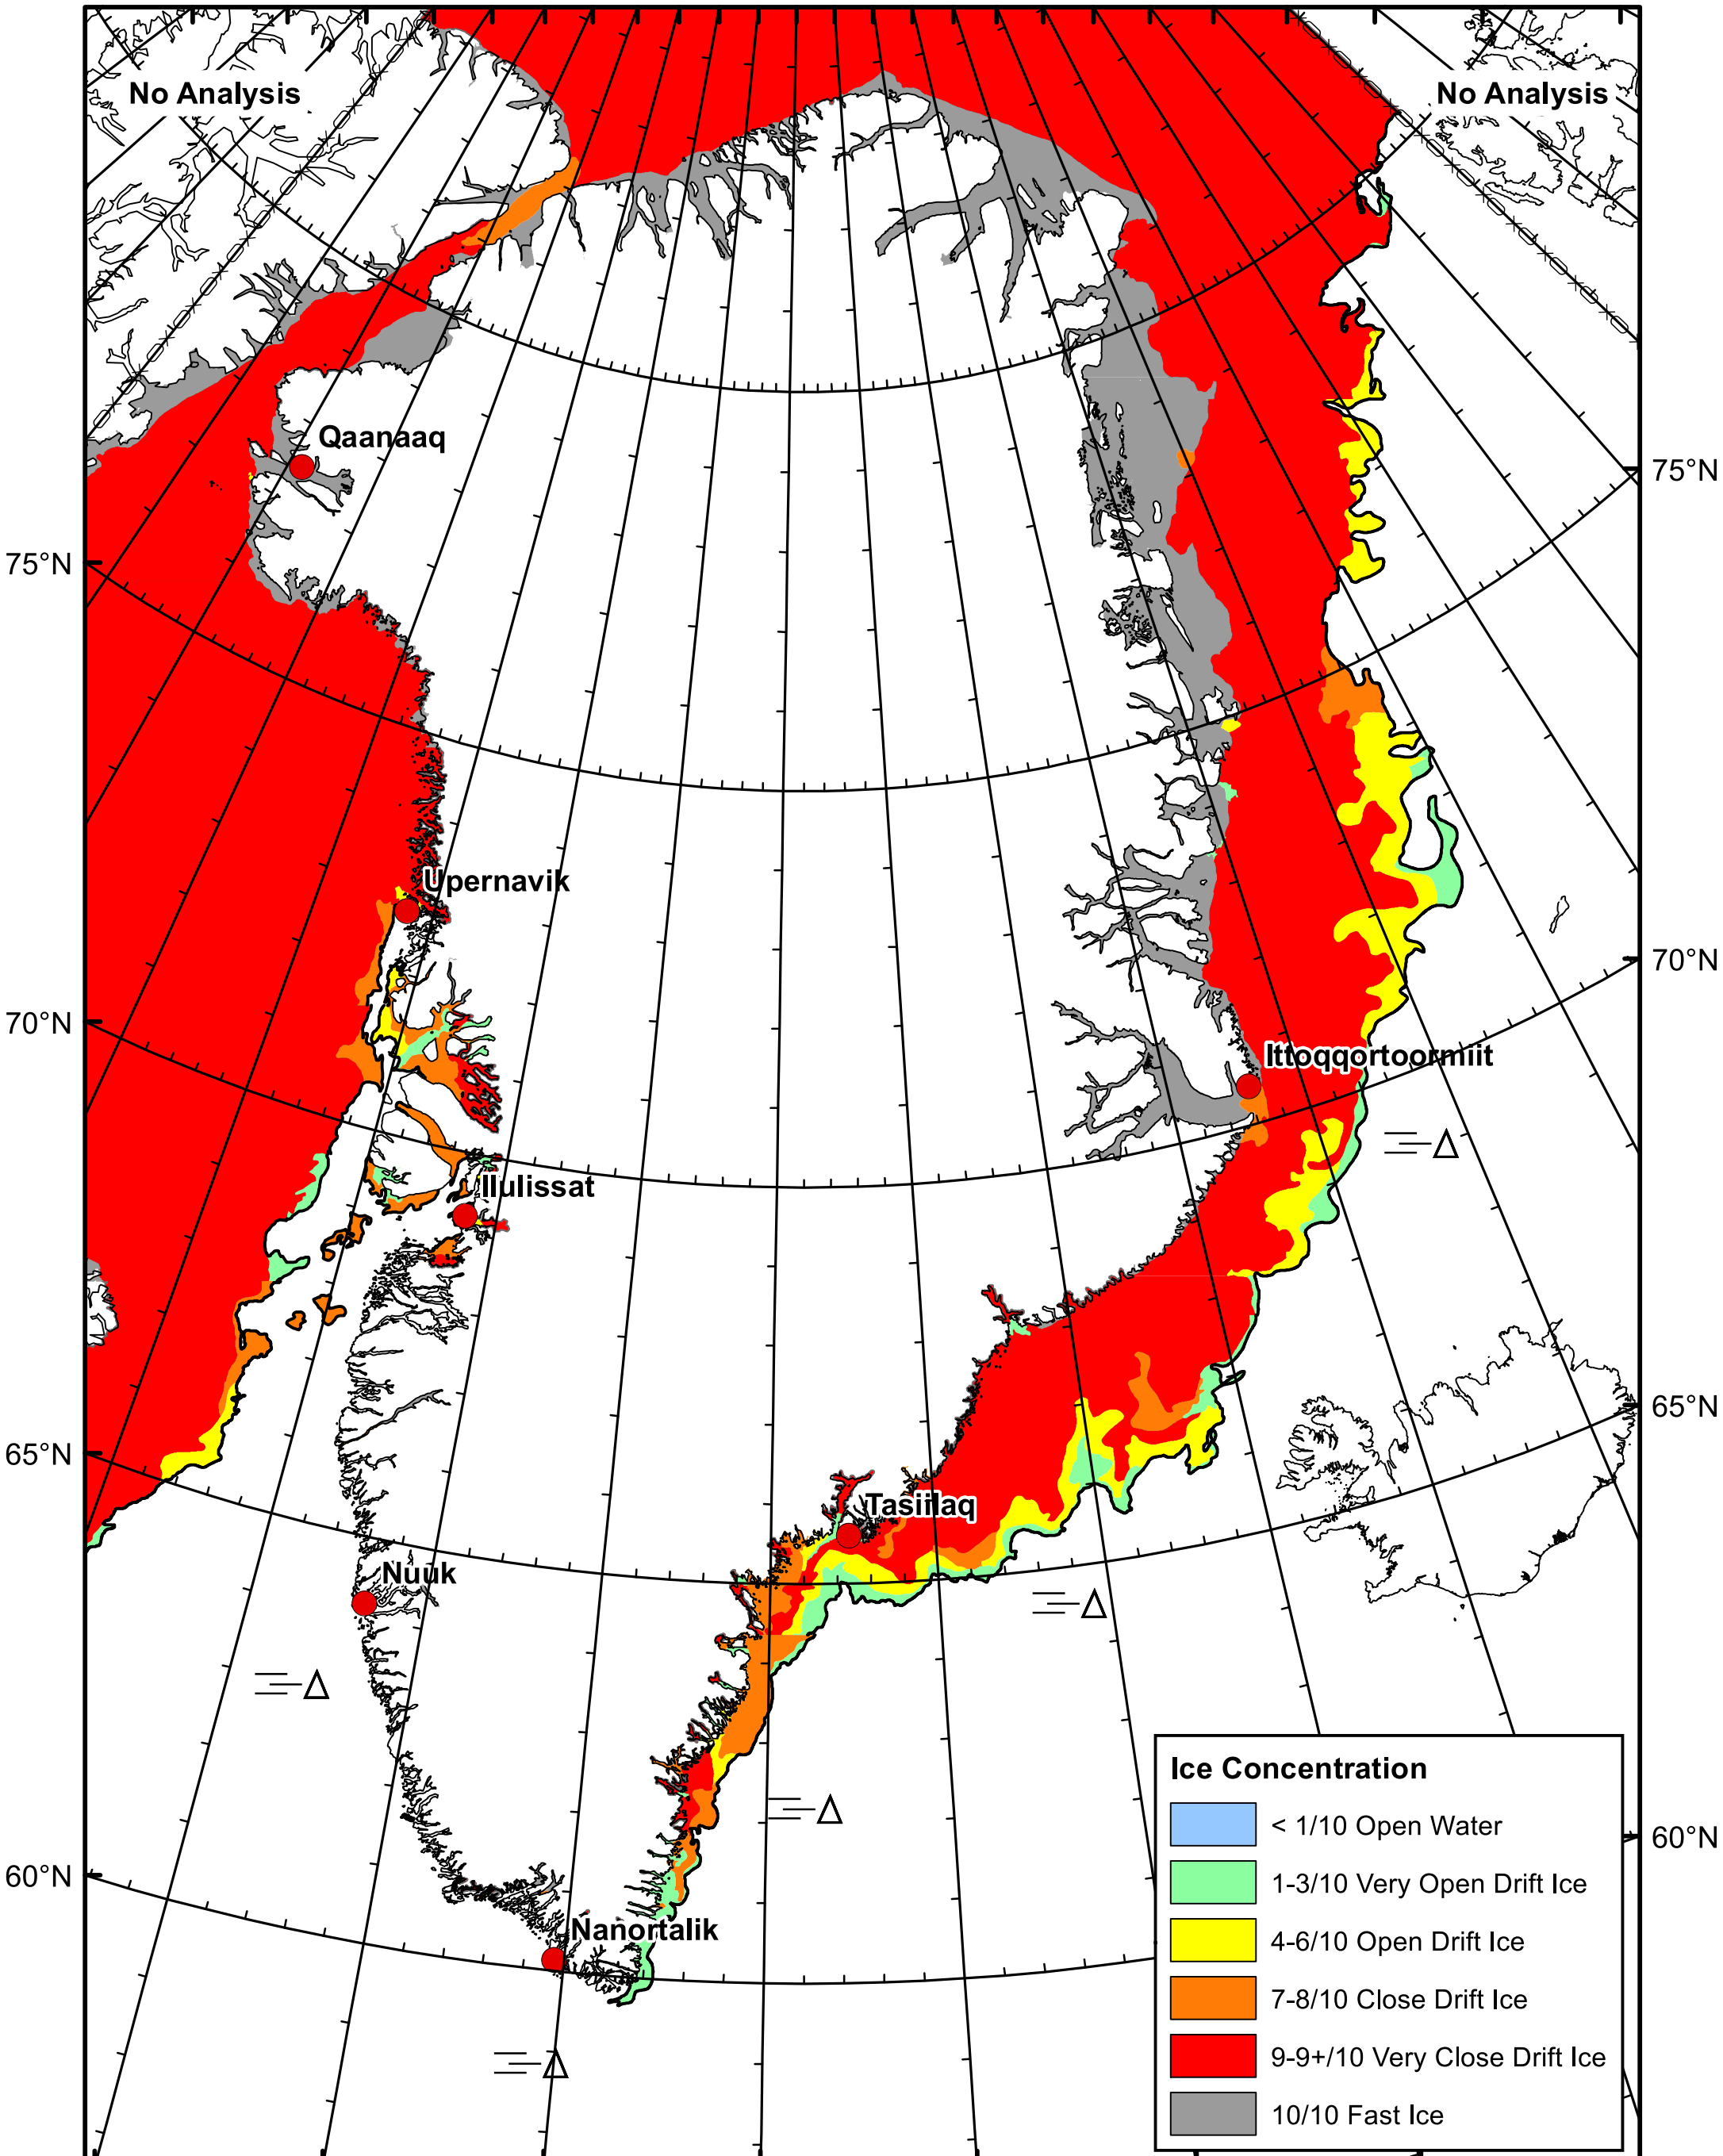 No Analysis
No Analysis
Qaanaaq
75°N
75°N
Upernavik
70°N
70°N
Ittoqqortoormiit
Ilulissat
65°N
65°N
Tasiilaq
Nuuk
Ice Concentration
< 1/10 Open Water
60°N
1-3/10 Very Open Drift Ice
60°N
Nanortalik
4-6/10 Open Drift Ice
7-8/10 Close Drift Ice
9-9+/10 Very Close Drift Ice
10/10 Fast Ice